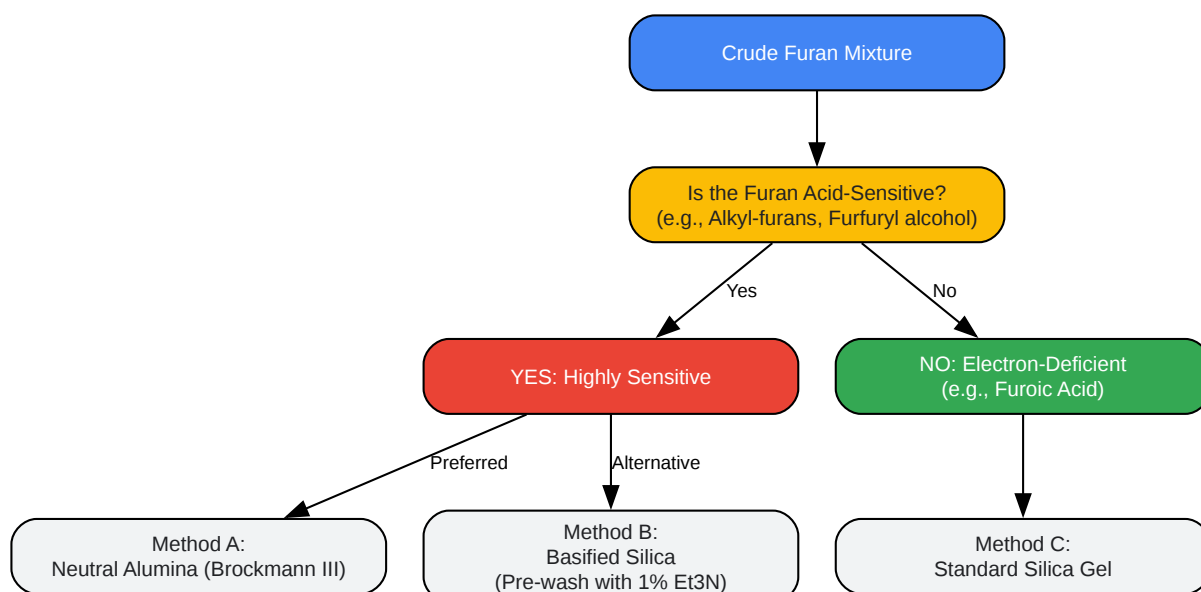 Crude Furan Mixture
Is the Furan Acid-Sensitive?
(e.g., Alkyl-furans, Furfuryl alcohol)
Yes
No
YES: Highly Sensitive
NO: Electron-Deficient
(e.g., Furoic Acid)
Preferred
Alternative
Method A:
Neutral Alumina (Brockmann III)
Method B:
Basified Silica
(Pre-wash with 1% Et3N)
Method C:
Standard Silica Gel